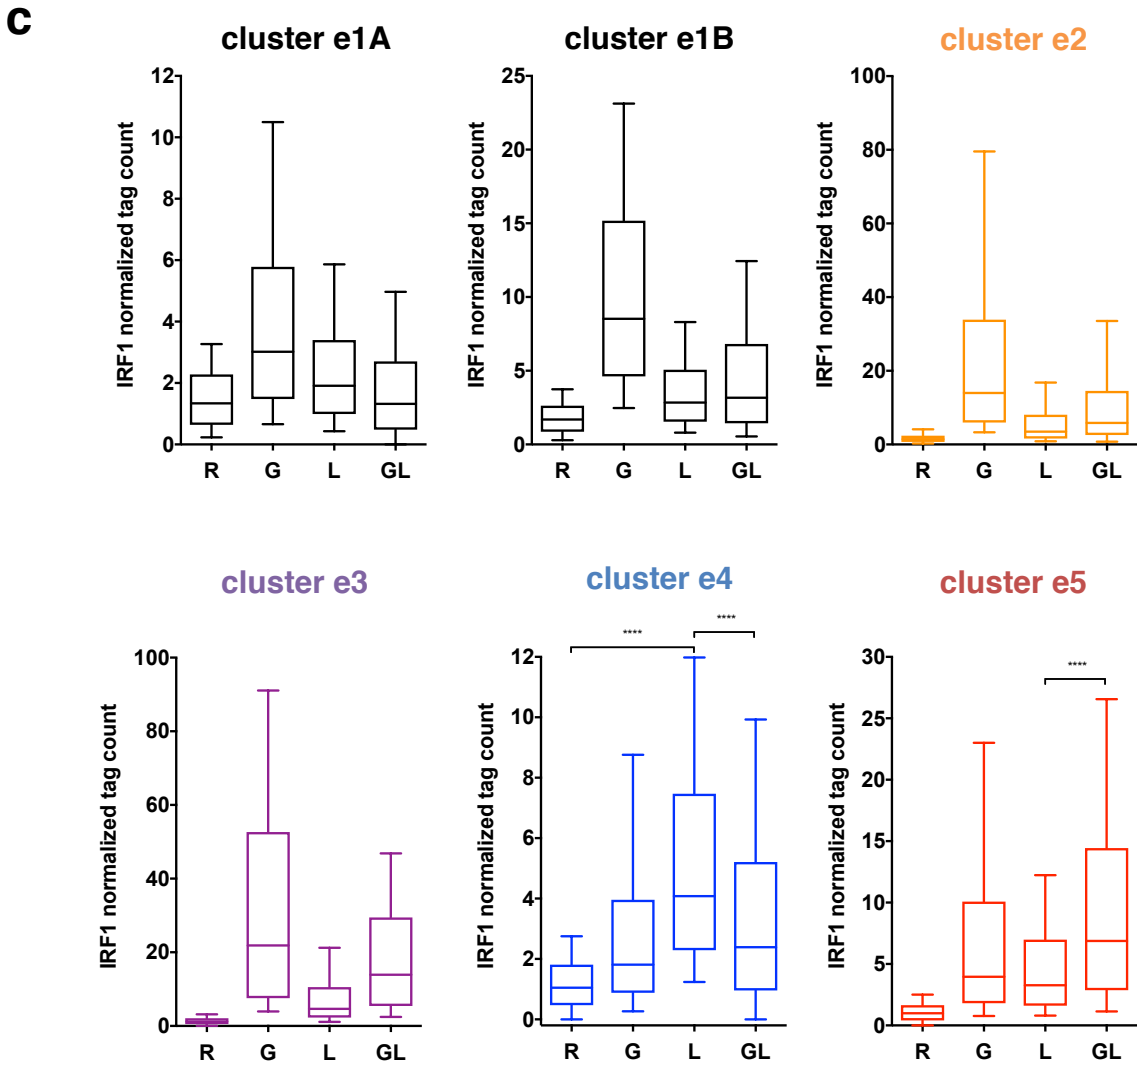 c
cluster e1A
cluster e1B
cluster e2
IRF1 normalized tag count
12
10
8
6
4
2
0
R G L GL
IRF1 normalized tag count
25
20
15
10
5
0
R G L GL
IRF1 normalized tag count
100
80
60
40
20
0
R G L GL
cluster e3
cluster e4
cluster e5
IRF1 normalized tag count
100
80
60
40
20
0
R G L GL
****
****
IRF1 normalized tag count
12
10
8
6
4
2
0
R G L GL
****
IRF1 normalized tag count
30
25
20
15
10
5
0
R G L GL